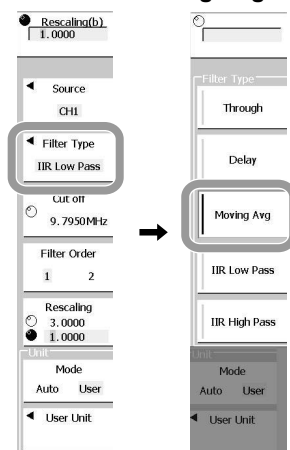 Rescaling(b)
1.0000
Source
CH1
Filter Type
IIR Low Pass
Cut off
9.7950MHz
Filter Order
1 2
Rescaling
3.0000
1.0000
Unit
Mode
Auto User
User Unit
Filter Type
Through
Delay
Moving Avg
IIR Low Pass
IIR High Pass
Unit
Mode
Auto User
User Unit